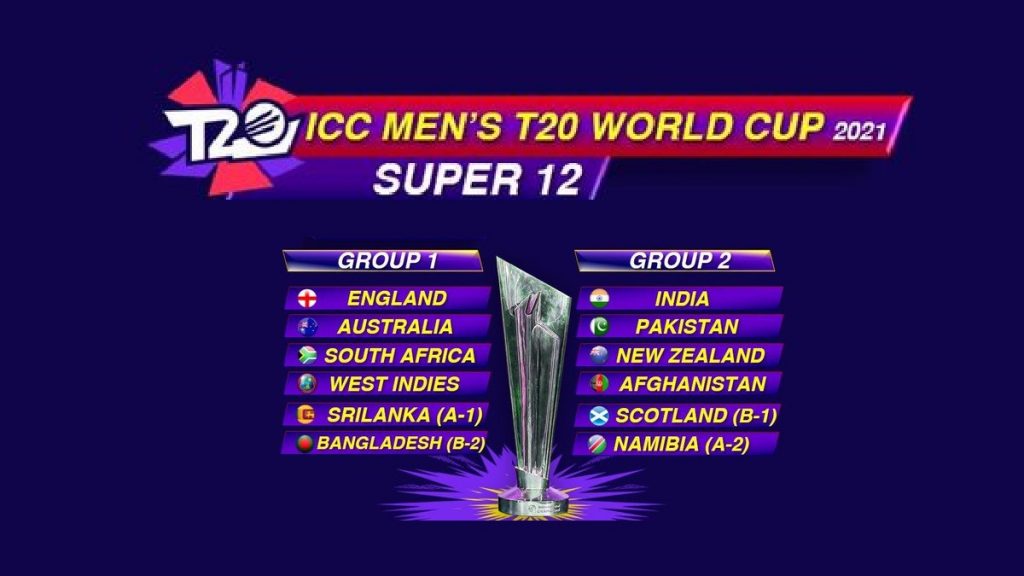 T20 ICC MEN'S T20 WORLD CUP 2021
SUPER 12
GROUP 1
ENGLAND
AUSTRALIA
SOUTH AFRICA
WEST INDIES
SRILANKA (A-1)
BANGLADESH (B-2)
GROUP 2
INDIA
PAKISTAN
NEW ZEALAND
AFGHANISTAN
SCOTLAND (B-1)
NAMIBIA (A-2)